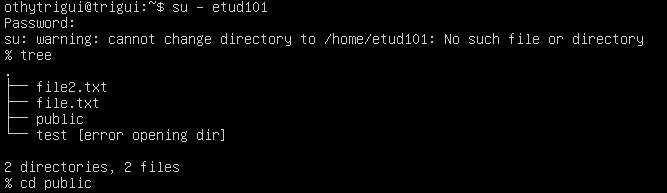 othytrigui@trigui:~$ su - etud101
Password:
su: warning: cannot change directory to /home/etud101: No such file or directory
% tree
.
├── file2.txt
├── file.txt
├── public
└── test [error opening dir]
2 directories, 2 files
% cd public